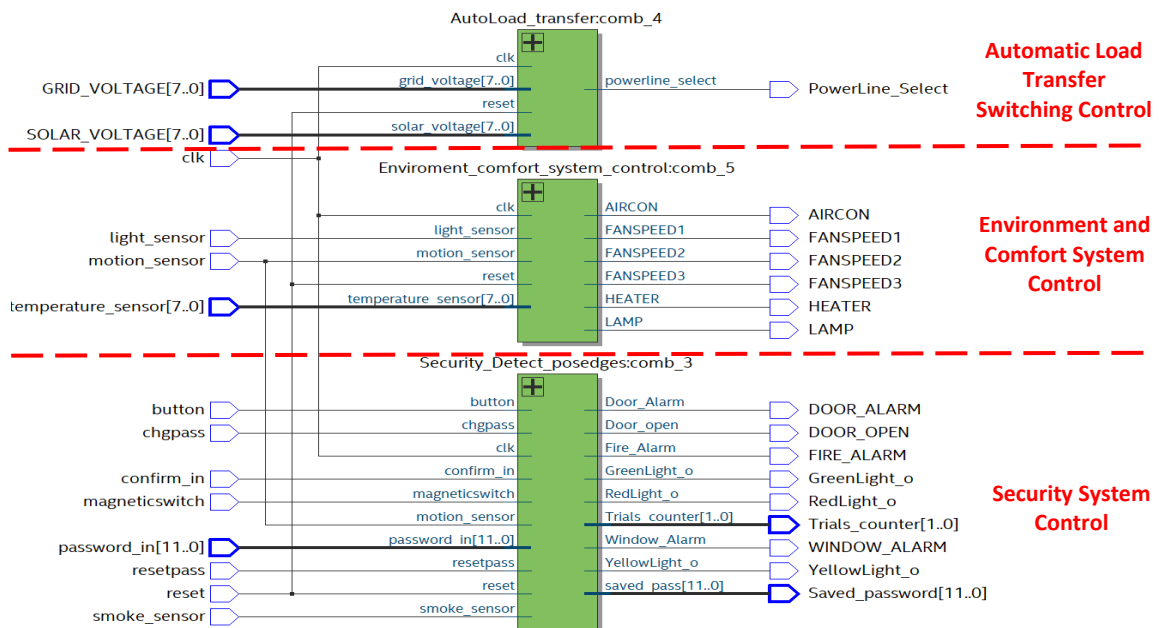 AutoLoad_transfer:comb_4
clk
GRID_VOLTAGE[7..0]
grid_voltage[7..0]
powerline_select
PowerLine_Select
reset
SOLAR_VOLTAGE[7..0]
solar_voltage[7..0]
Automatic Load
Transfer
Switching Control
clk
Enviroment_comfort_system_control:comb_5
clk
AIRCON
AIRCON
light_sensor
light_sensor
FANSPEED1
FANSPEED1
motion_sensor
motion_sensor
FANSPEED2
FANSPEED2
reset
FANSPEED3
FANSPEED3
temperature_sensor[7..0]
temperature_sensor[7..0]
HEATER
HEATER
LAMP
LAMP
Environment and
Comfort System
Control
Security_Detect_posedges:comb_3
button
button
Door_Alarm
DOOR_ALARM
chgpass
chgpass
Door_open
DOOR_OPEN
clk
Fire_Alarm
FIRE_ALARM
confirm_in
confirm_in
GreenLight_o
GreenLight_o
magneticswitch
magneticswitch
RedLight_o
RedLight_o
motion_sensor
Trials_counter[1..0]
Trials_counter[1..0]
password_in[11..0]
password_in[11..0]
Window_Alarm
WINDOW_ALARM
resetpass
resetpass
YellowLight_o
YellowLight_o
reset
reset
saved_pass[11..0]
Saved_password[11..0]
smoke_sensor
smoke_sensor
Security System
Control